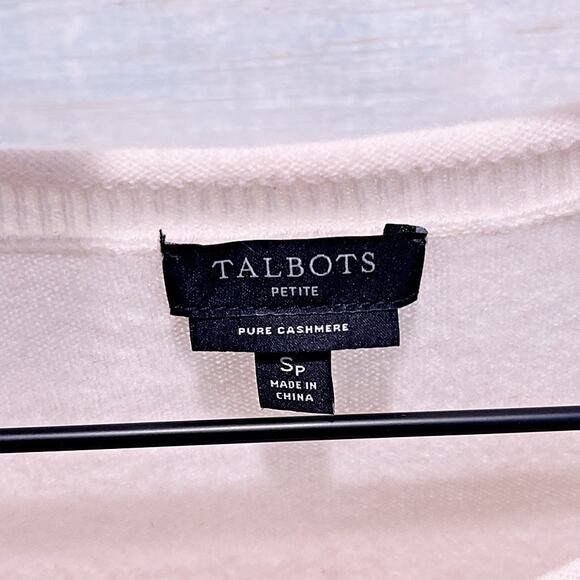 TALBOTS
PETITE
PURE CASHMERE
SP
MADE IN
CHINA